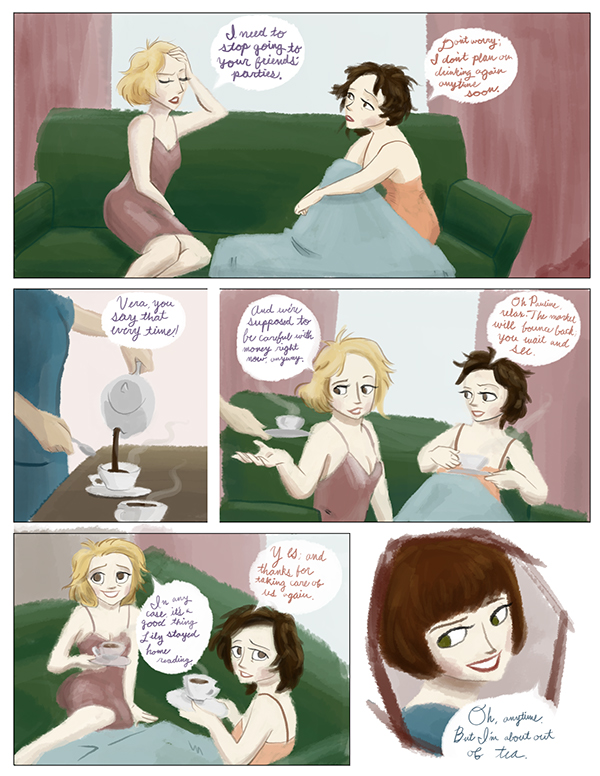 I need to
stop going to
your friends'
parties.
Don't worry;
I don't plan on
drinking again
anytime
soon.
Vera, you
say that
every time!
And we're
supposed to
be careful with
money right
now, anyway.
Oh Pauline,
relax. The market
will bounce back,
you wait and
see.
In any
case it's a
good thing
Lily stayed
home
reading.
Yes; and
thanks for
taking care of
us again.
Oh, anytime.
But I'm about out
of tea.